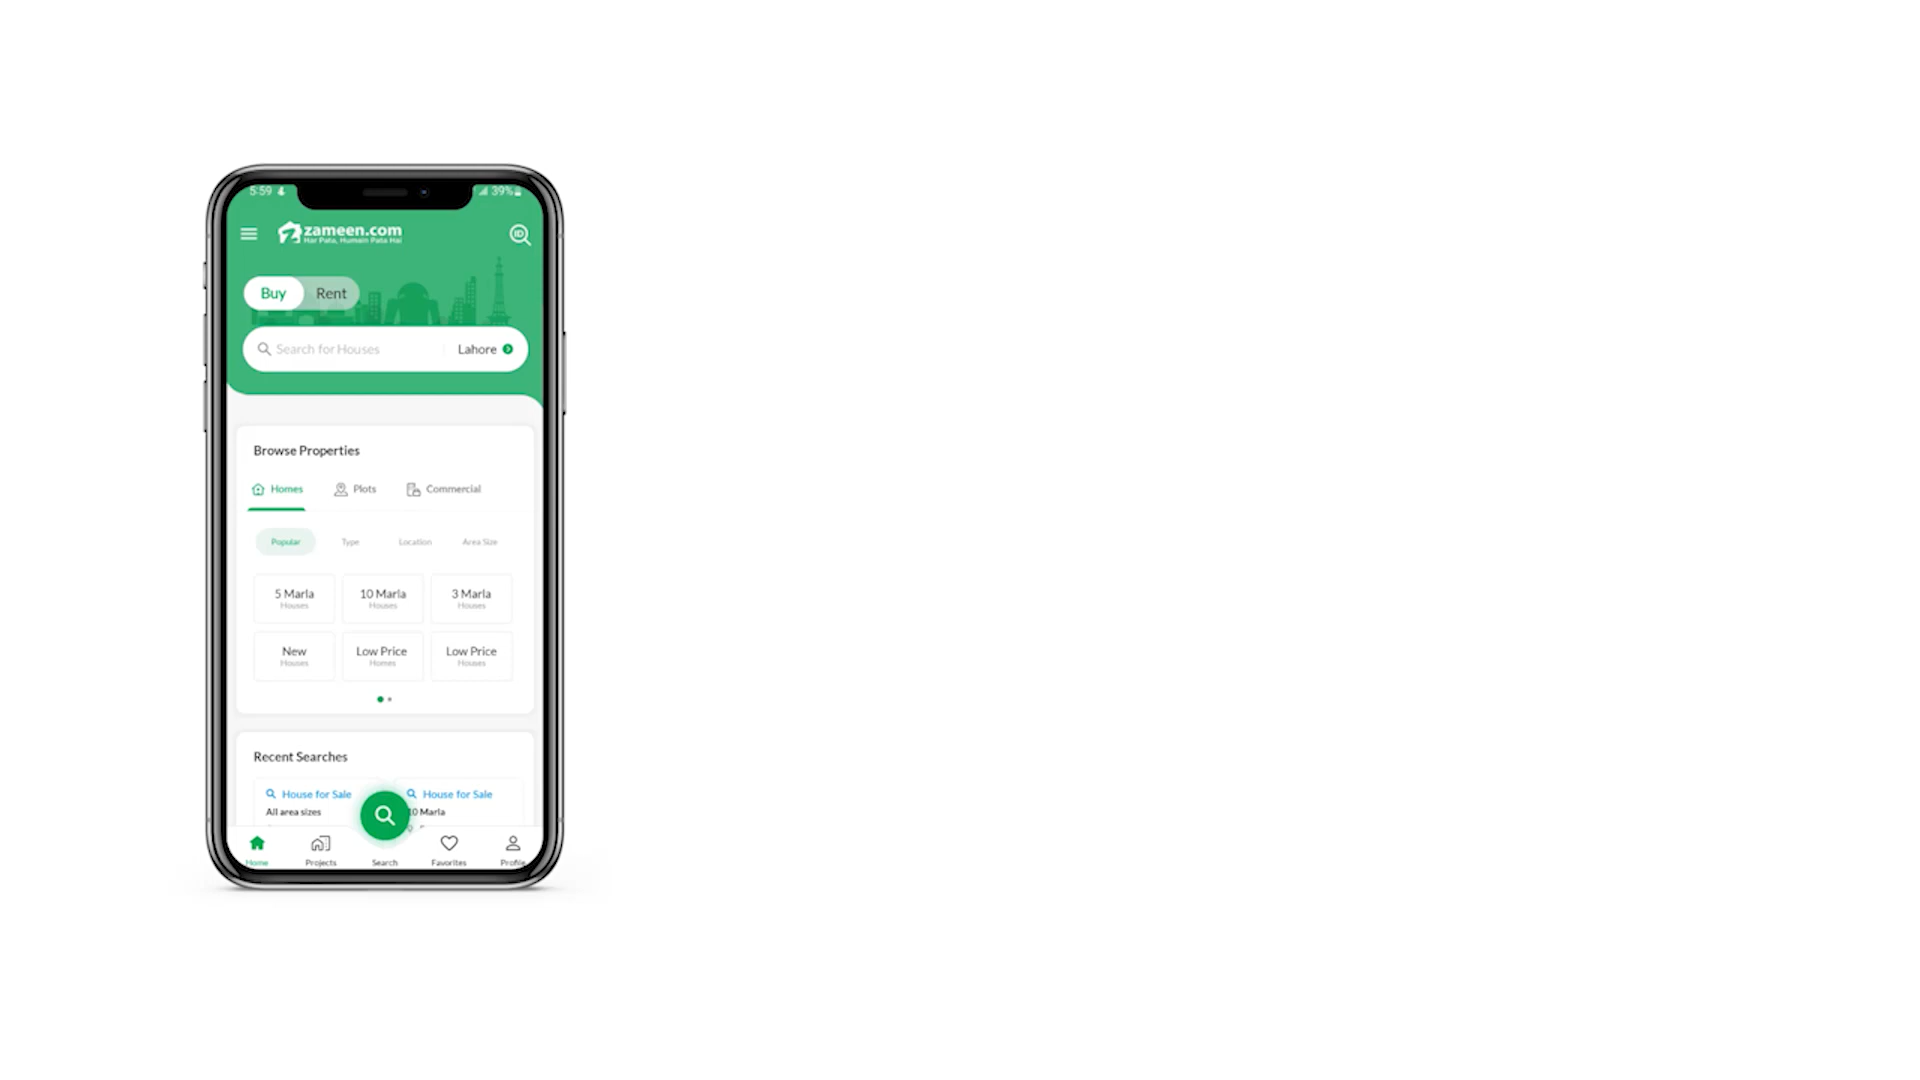 5:59
39%
zameen.com
Har Pata, Humein Pata Hai
ID
Buy Rent
Search for Houses Lahore
Browse Properties
Homes Plots Commercial
Popular Type Location Area Size
5 Marla 10 Marla 3 Marla
Houses Houses Houses
New Low Price Low Price
Houses Homes Houses
Recent Searches
House for Sale House for Sale
All area sizes 10 Marla
Home Projects Search Favorites Profile